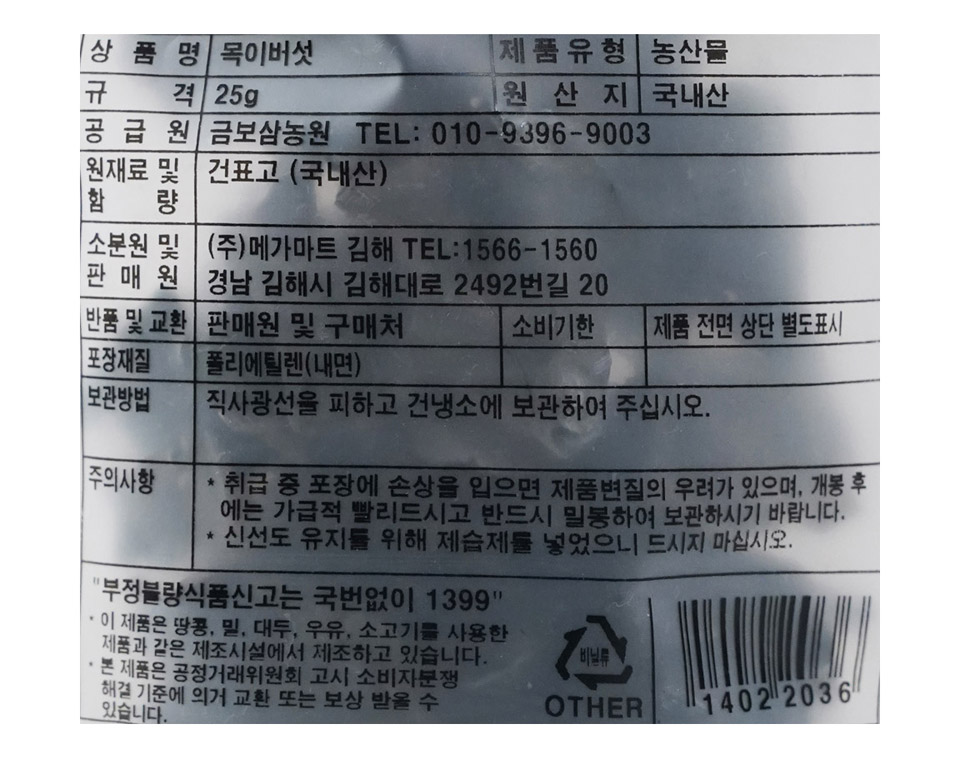 상 품 명 목이버섯 제품유형 농산물
규 격 25g 원 산 지 국내산
공 급 원 금보삼농원 TEL: 010-9396-9003
원재료 및 건표고 (국내산)
함 량
소분원 및 (주)메가마트 김해 TEL:1566-1560
판 매 원 경남 김해시 김해대로 2492번길 20
반품 및 교환 판매원 및 구매처 소비기한 제품 전면 상단 별도표시
포장재질 폴리에틸렌(내면)
보관방법 직사광선을 피하고 건냉소에 보관하여 주십시오.
주의사항 * 취급 중 포장에 손상을 입으면 제품변질의 우려가 있으며, 개봉 후
에는 가급적 빨리드시고 반드시 밀봉하여 보관하시기 바랍니다.
* 신선도 유지를 위해 제습제를 넣었으니 드시지 마십시오.
"부정불량식품신고는 국번없이 1399"
· 이 제품은 땅콩, 밀, 대두, 우유, 소고기를 사용한
제품과 같은 제조시설에서 제조하고 있습니다.
· 본 제품은 공정거래위원회 고시 소비자분쟁
해결 기준에 의거 교환 또는 보상 받을 수
있습니다.
비닐류
OTHER
14022036